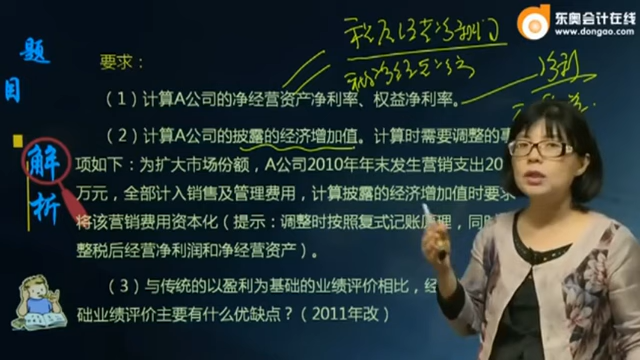 东奥会计在线
www.dongao.com
题目
解析
税后经营净利润
要求：
（1）计算A公司的净经营资产净利率、权益净利率。
（2）计算A公司的披露的经济增加值。计算时需要调整的事
项如下：为扩大市场份额，A公司2010年年末发生营销支出20
万元，全部计入销售及管理费用，计算披露的经济增加值时要求
将该营销费用资本化（提示：调整时按照复式记账原理，同时
整税后经营净利润和净经营资产）。
（3）与传统的以盈利为基础的业绩评价相比，经
础业绩评价主要有什么优缺点？（2011年改）